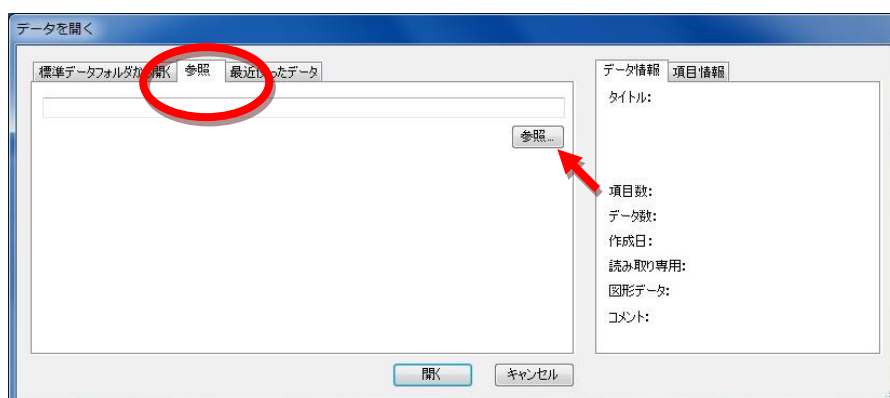 データを開く
標準データフォルダから開く 参照 最近使ったデータ
参照...
開く キャンセル
データ情報 項目情報
タイトル:
項目数:
データ数:
作成日:
読み取り専用:
図形データ:
コメント: